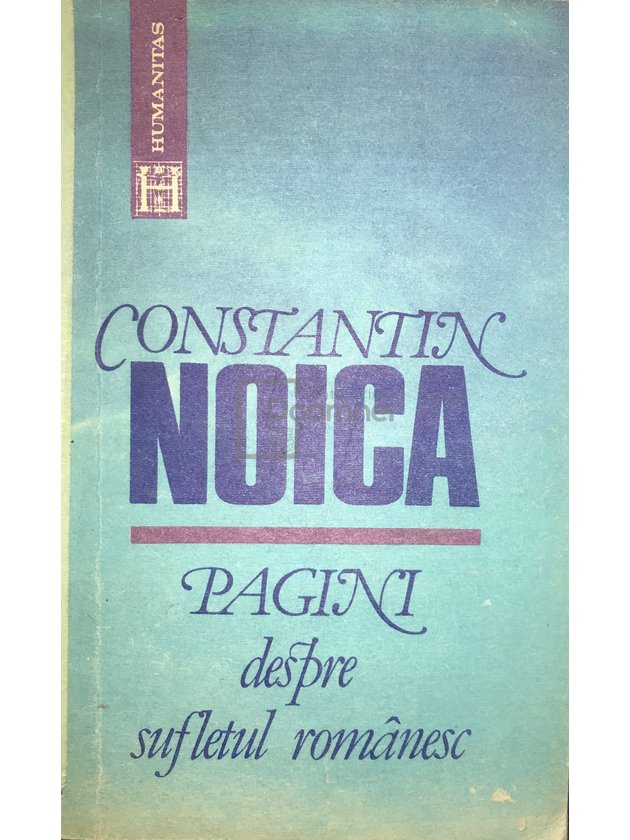 HUMANITAS
H
CONSTANTIN
NOICA
PAGINI
despre
sufletul românesc